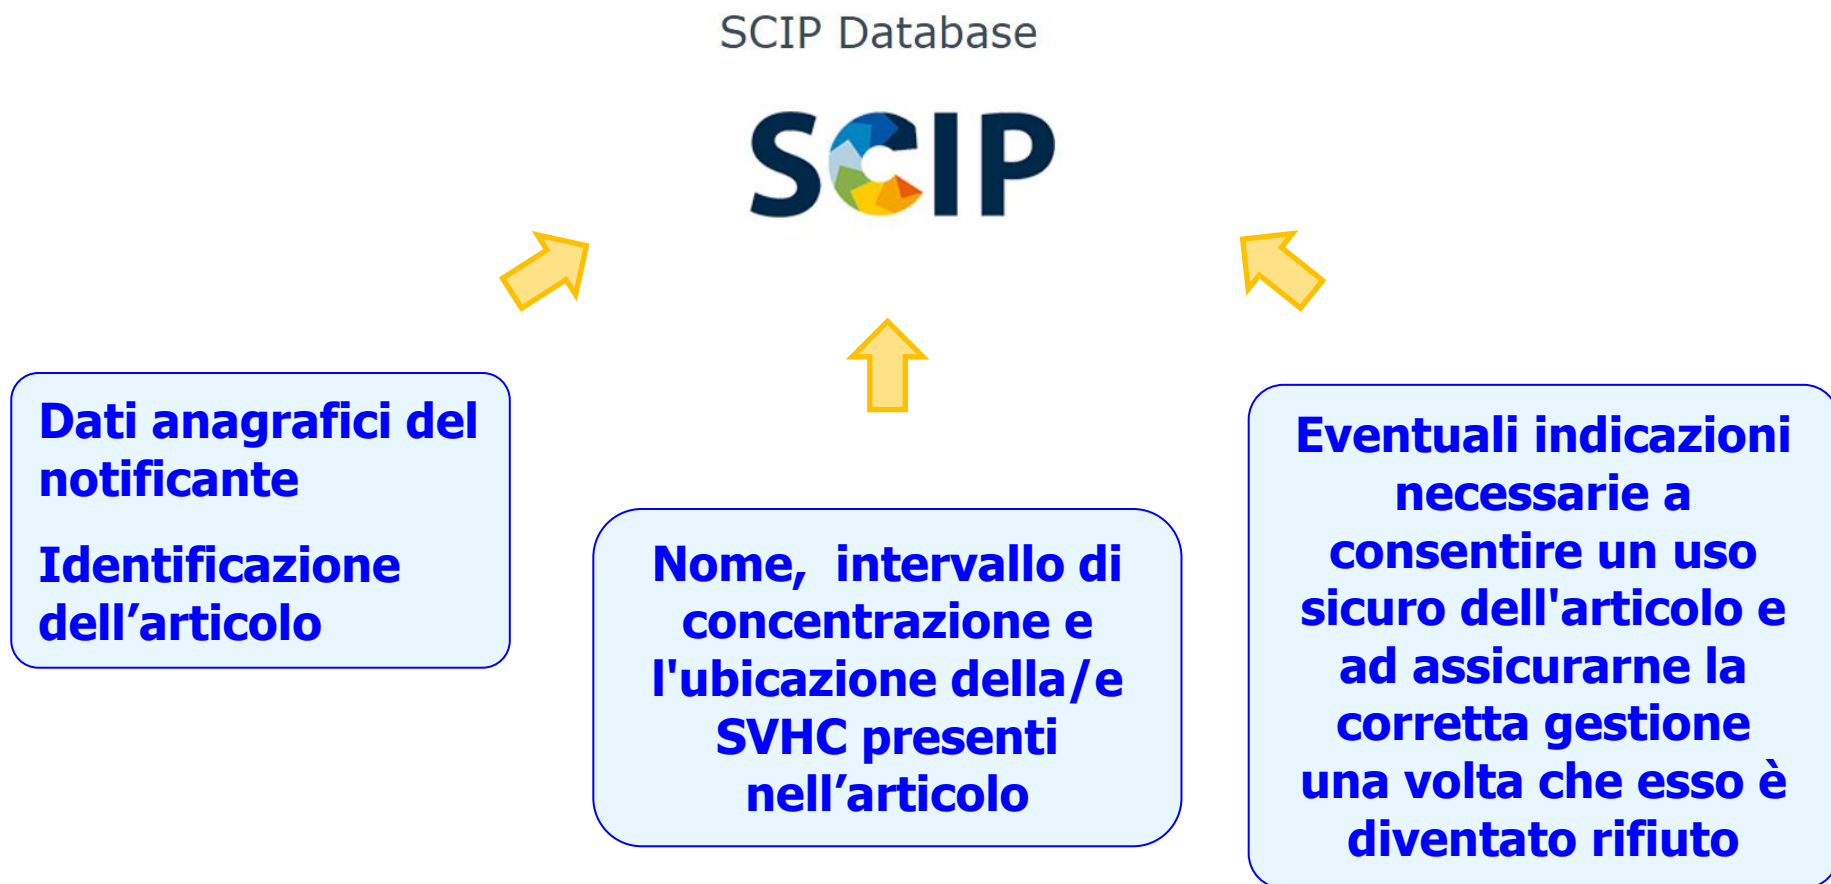 SCIP Database
SCIP
Dati anagrafici del
notificante
Identificazione
dell’articolo
Nome,  intervallo di
concentrazione e
l'ubicazione della/e
SVHC presenti
nell’articolo
Eventuali indicazioni
necessarie a
consentire un uso
sicuro dell'articolo e
ad assicurarne la
corretta gestione
una volta che esso è
diventato rifiuto